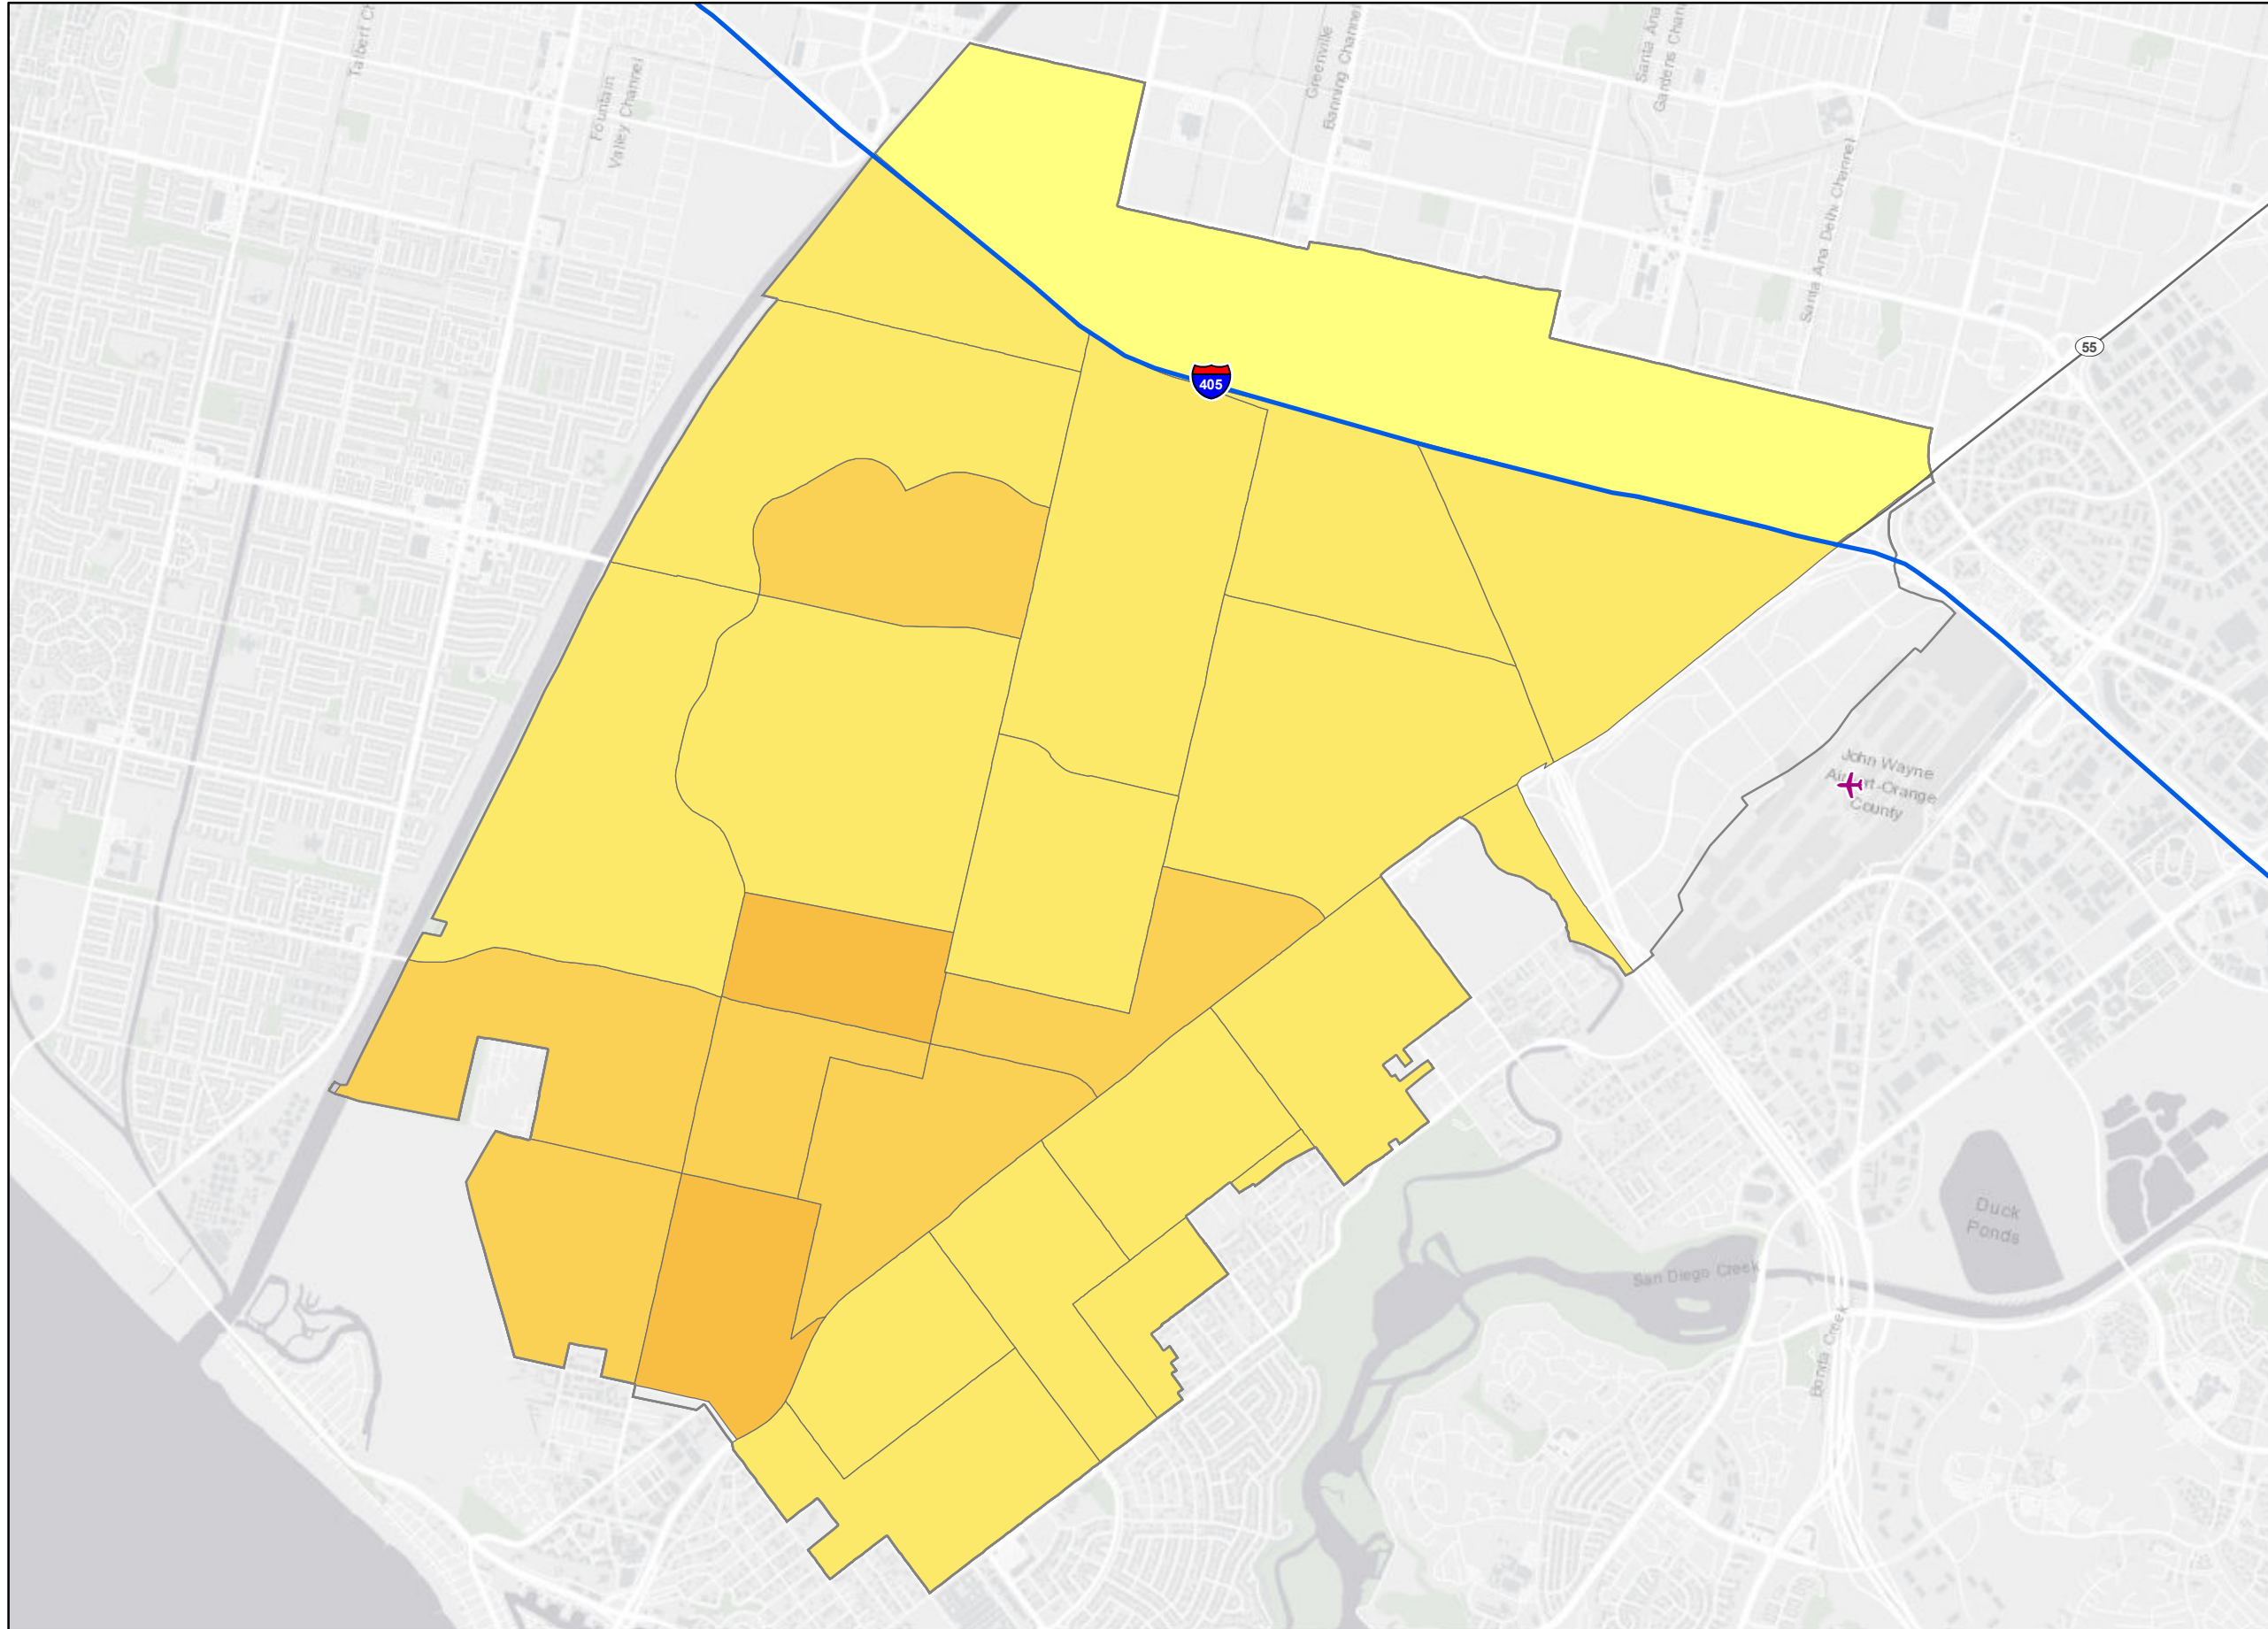 Talbert Ch
Fountain
Valley Channel
Greenville
Banning Channel
Santa Ana
Gardens Chan
Santa Ana Delhi Channel
55
405
John Wayne
Airport-Orange
County
Duck
Ponds
San Diego Creek
Bonita Creek